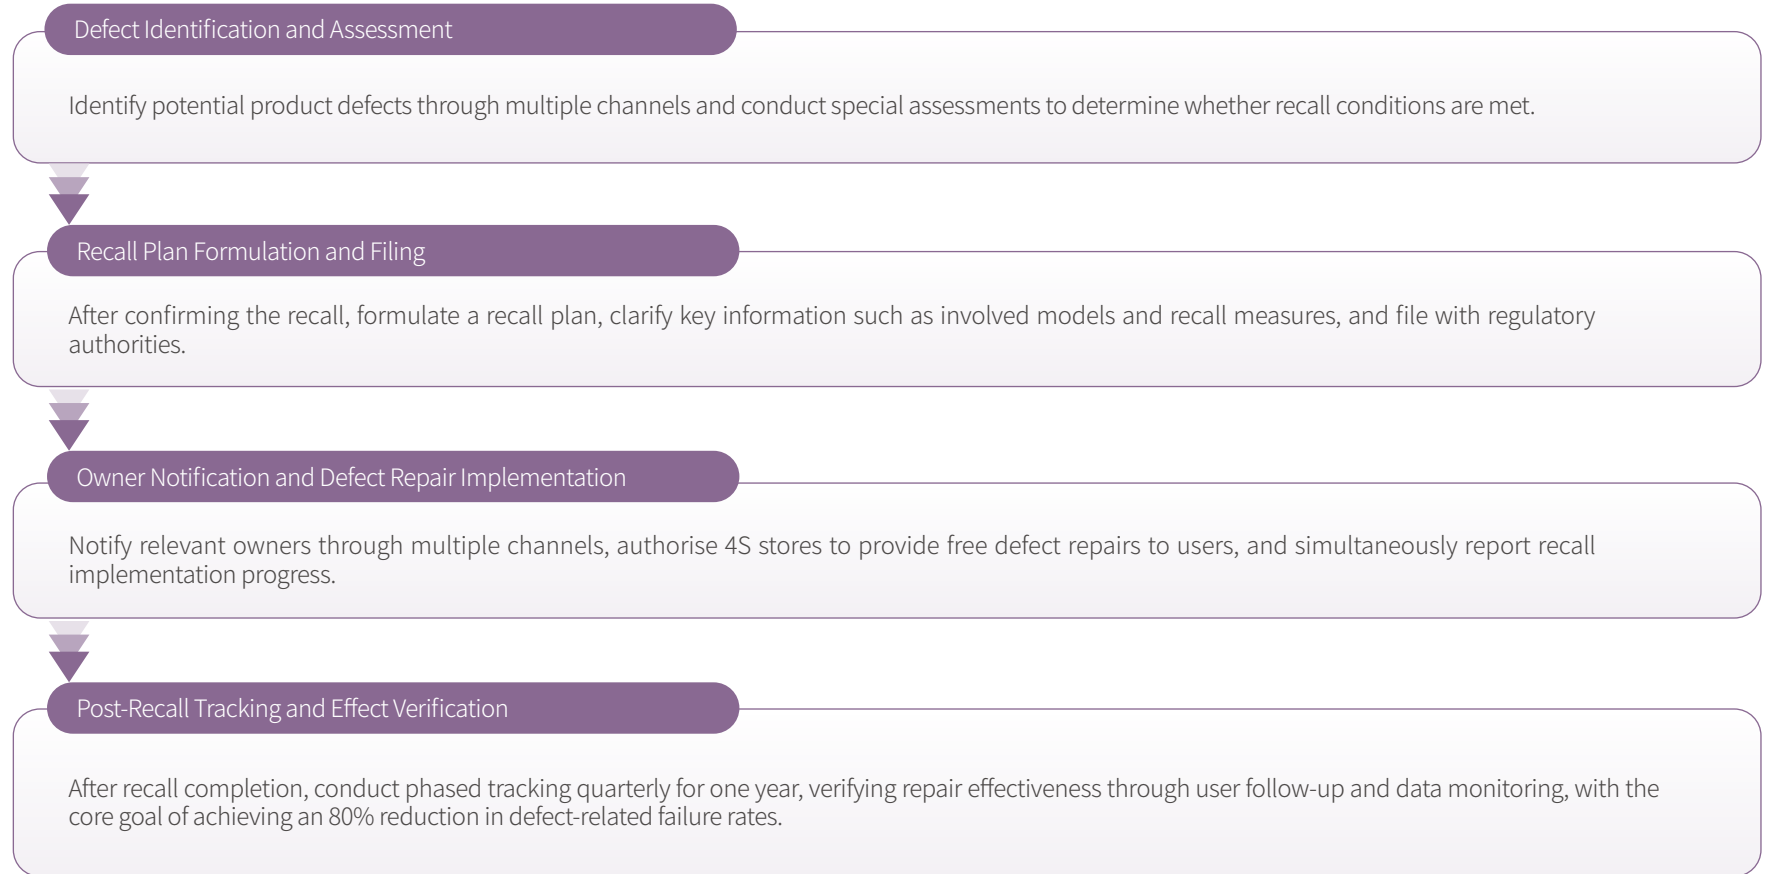 Defect Identification and Assessment
Identify potential product defects through multiple channels and conduct special assessments to determine whether recall conditions are met.
Recall Plan Formulation and Filing
After confirming the recall, formulate a recall plan, clarify key information such as involved models and recall measures, and file with regulatory
authorities.
Owner Notification and Defect Repair Implementation
Notify relevant owners through multiple channels, authorise 4S stores to provide free defect repairs to users, and simultaneously report recall
implementation progress.
Post-Recall Tracking and Effect Verification
After recall completion, conduct phased tracking quarterly for one year, verifying repair effectiveness through user follow-up and data monitoring, with the
core goal of achieving an 80% reduction in defect-related failure rates.